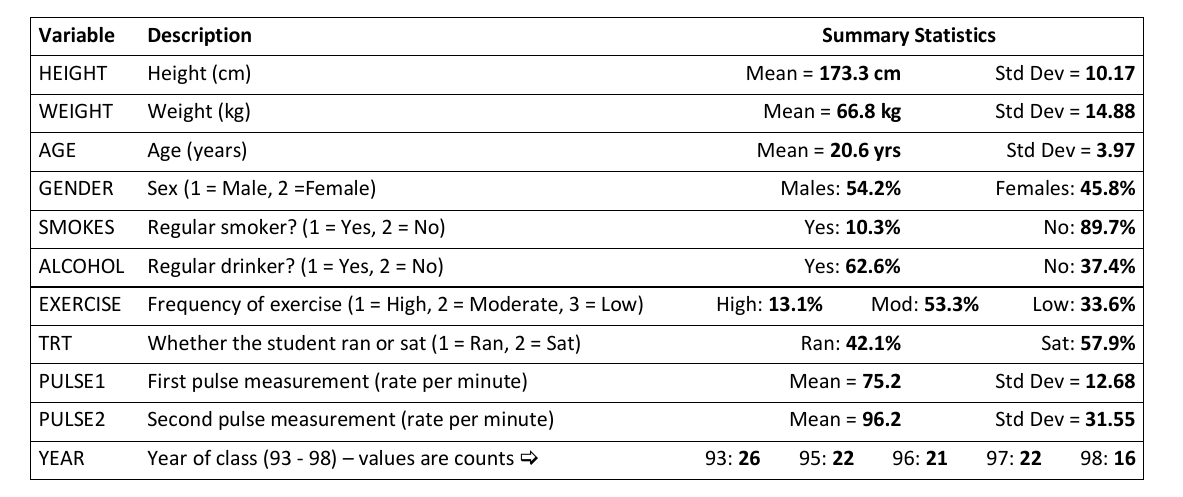 Variable Description Summary Statistics
HEIGHT Height (cm) Mean = 173.3 cm Std Dev = 10.17
WEIGHT Weight (kg) Mean = 66.8 kg Std Dev = 14.88
AGE Age (years) Mean = 20.6 yrs Std Dev = 3.97
GENDER Sex (1 = Male, 2 =Female) Males: 54.2% Females: 45.8%
SMOKES Regular smoker? (1 = Yes, 2 = No) Yes: 10.3% No: 89.7%
ALCOHOL Regular drinker? (1 = Yes, 2 = No) Yes: 62.6% No: 37.4%
EXERCISE Frequency of exercise (1 = High, 2 = Moderate, 3 = Low) High: 13.1% Mod: 53.3% Low: 33.6%
TRT Whether the student ran or sat (1 = Ran, 2 = Sat) Ran: 42.1% Sat: 57.9%
PULSE1 First pulse measurement (rate per minute) Mean = 75.2 Std Dev = 12.68
PULSE2 Second pulse measurement (rate per minute) Mean = 96.2 Std Dev = 31.55
YEAR Year of class (93 - 98) – values are counts ⇨ 93: 26 95: 22 96: 21 97: 22 98: 16